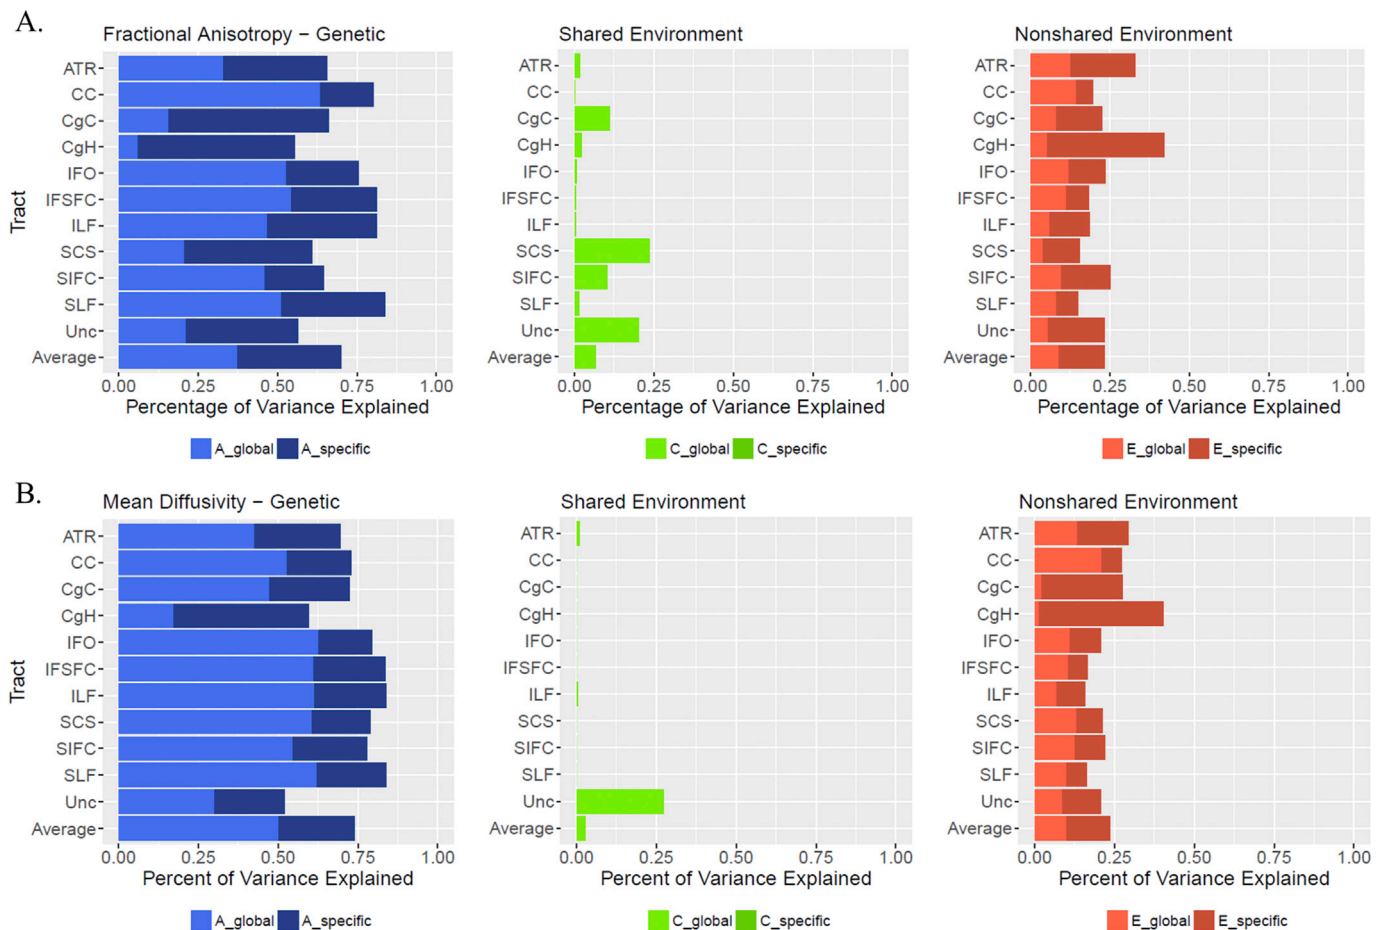 A.
Fractional Anisotropy – Genetic
Tract
ATR
CC
CgC
CgH
IFO
IFSFC
ILF
SCS
SIFC
SLF
Unc
Average
0.00 0.25 0.50 0.75 1.00
Percentage of Variance Explained
A_global A_specific
Shared Environment
ATR
CC
CgC
CgH
IFO
IFSFC
ILF
SCS
SIFC
SLF
Unc
Average
0.00 0.25 0.50 0.75 1.00
Percentage of Variance Explained
C_global C_specific
Nonshared Environment
ATR
CC
CgC
CgH
IFO
IFSFC
ILF
SCS
SIFC
SLF
Unc
Average
0.00 0.25 0.50 0.75 1.00
Percentage of Variance Explained
E_global E_specific
B.
Mean Diffusivity – Genetic
Tract
ATR
CC
CgC
CgH
IFO
IFSFC
ILF
SCS
SIFC
SLF
Unc
Average
0.00 0.25 0.50 0.75 1.00
Percent of Variance Explained
A_global A_specific
Shared Environment
ATR
CC
CgC
CgH
IFO
IFSFC
ILF
SCS
SIFC
SLF
Unc
Average
0.00 0.25 0.50 0.75 1.00
Percent of Variance Explained
C_global C_specific
Nonshared Environment
ATR
CC
CgC
CgH
IFO
IFSFC
ILF
SCS
SIFC
SLF
Unc
Average
0.00 0.25 0.50 0.75 1.00
Percent of Variance Explained
E_global E_specific